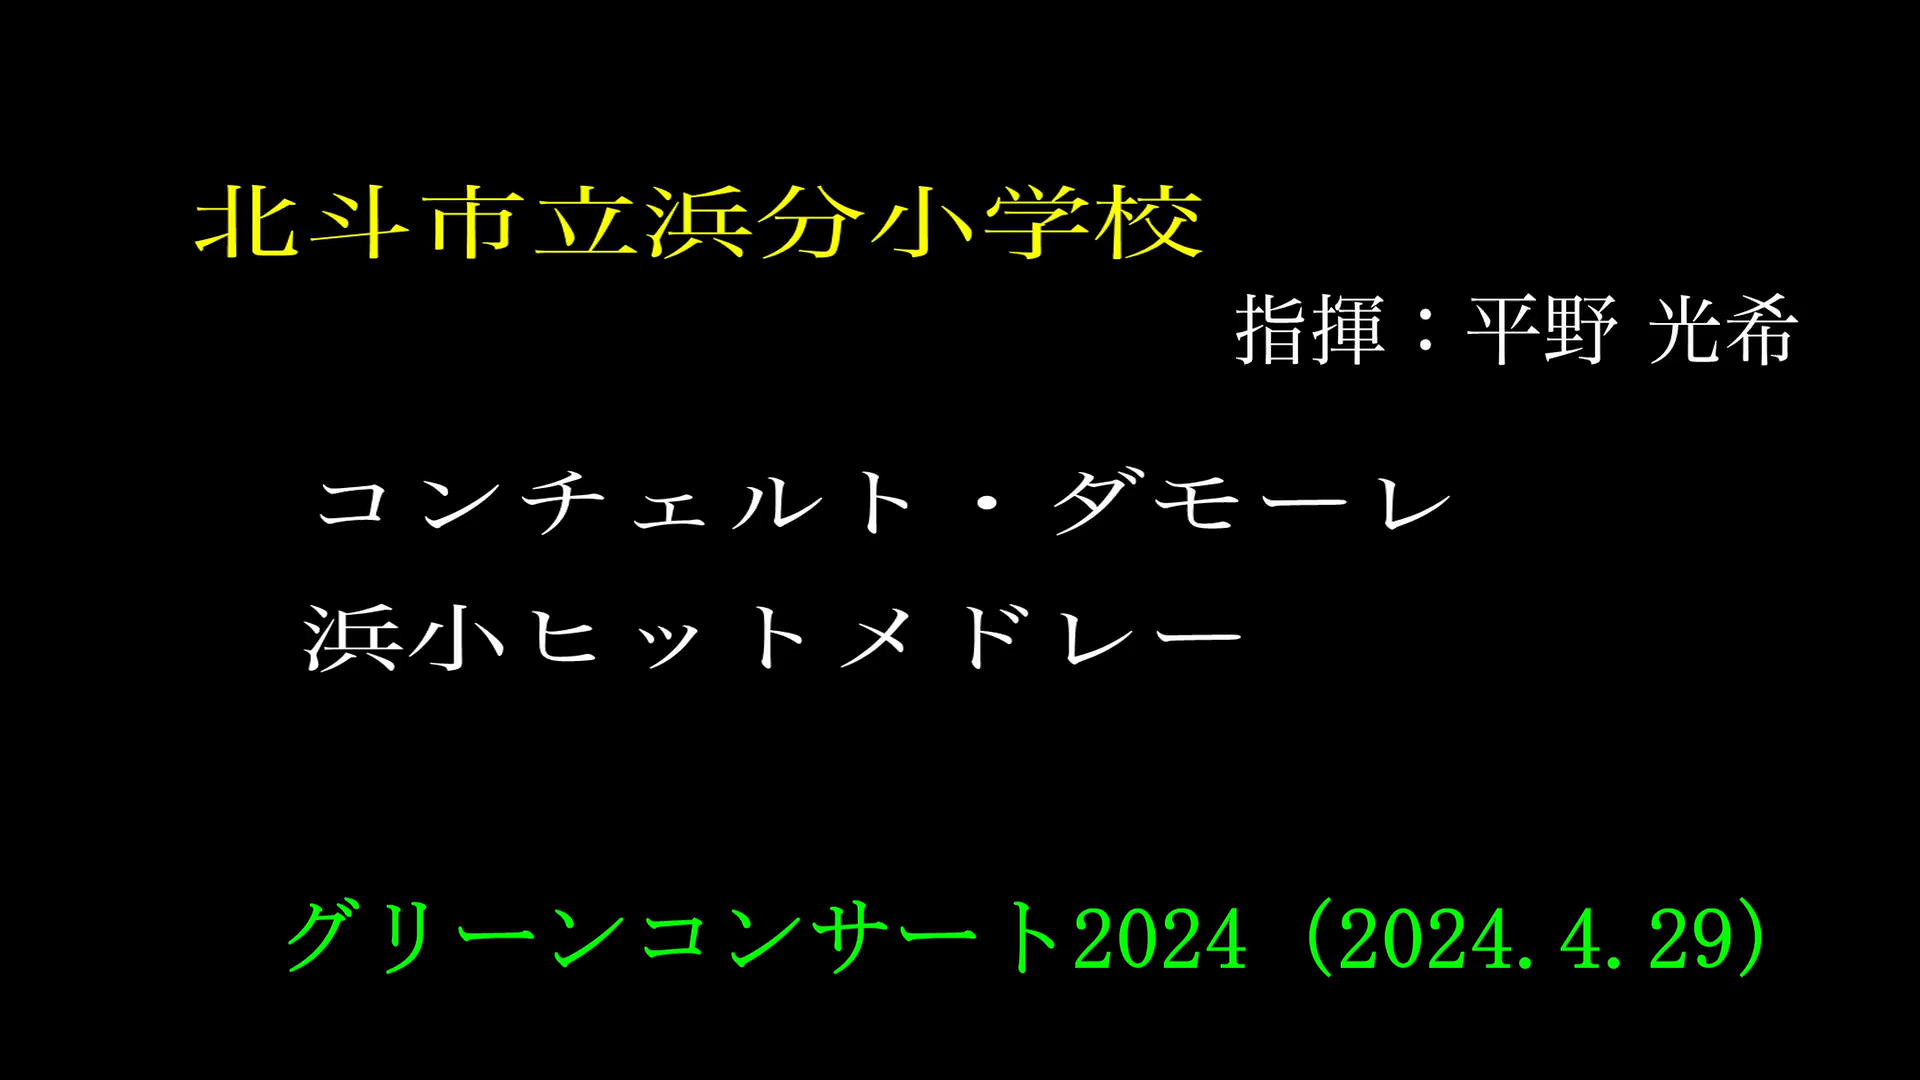 北斗市立浜分小学校
指揮：平野 光希
コンチェルト・ダモーレ
浜小ヒットメドレー
グリーンコンサート2024（2024.4.29）